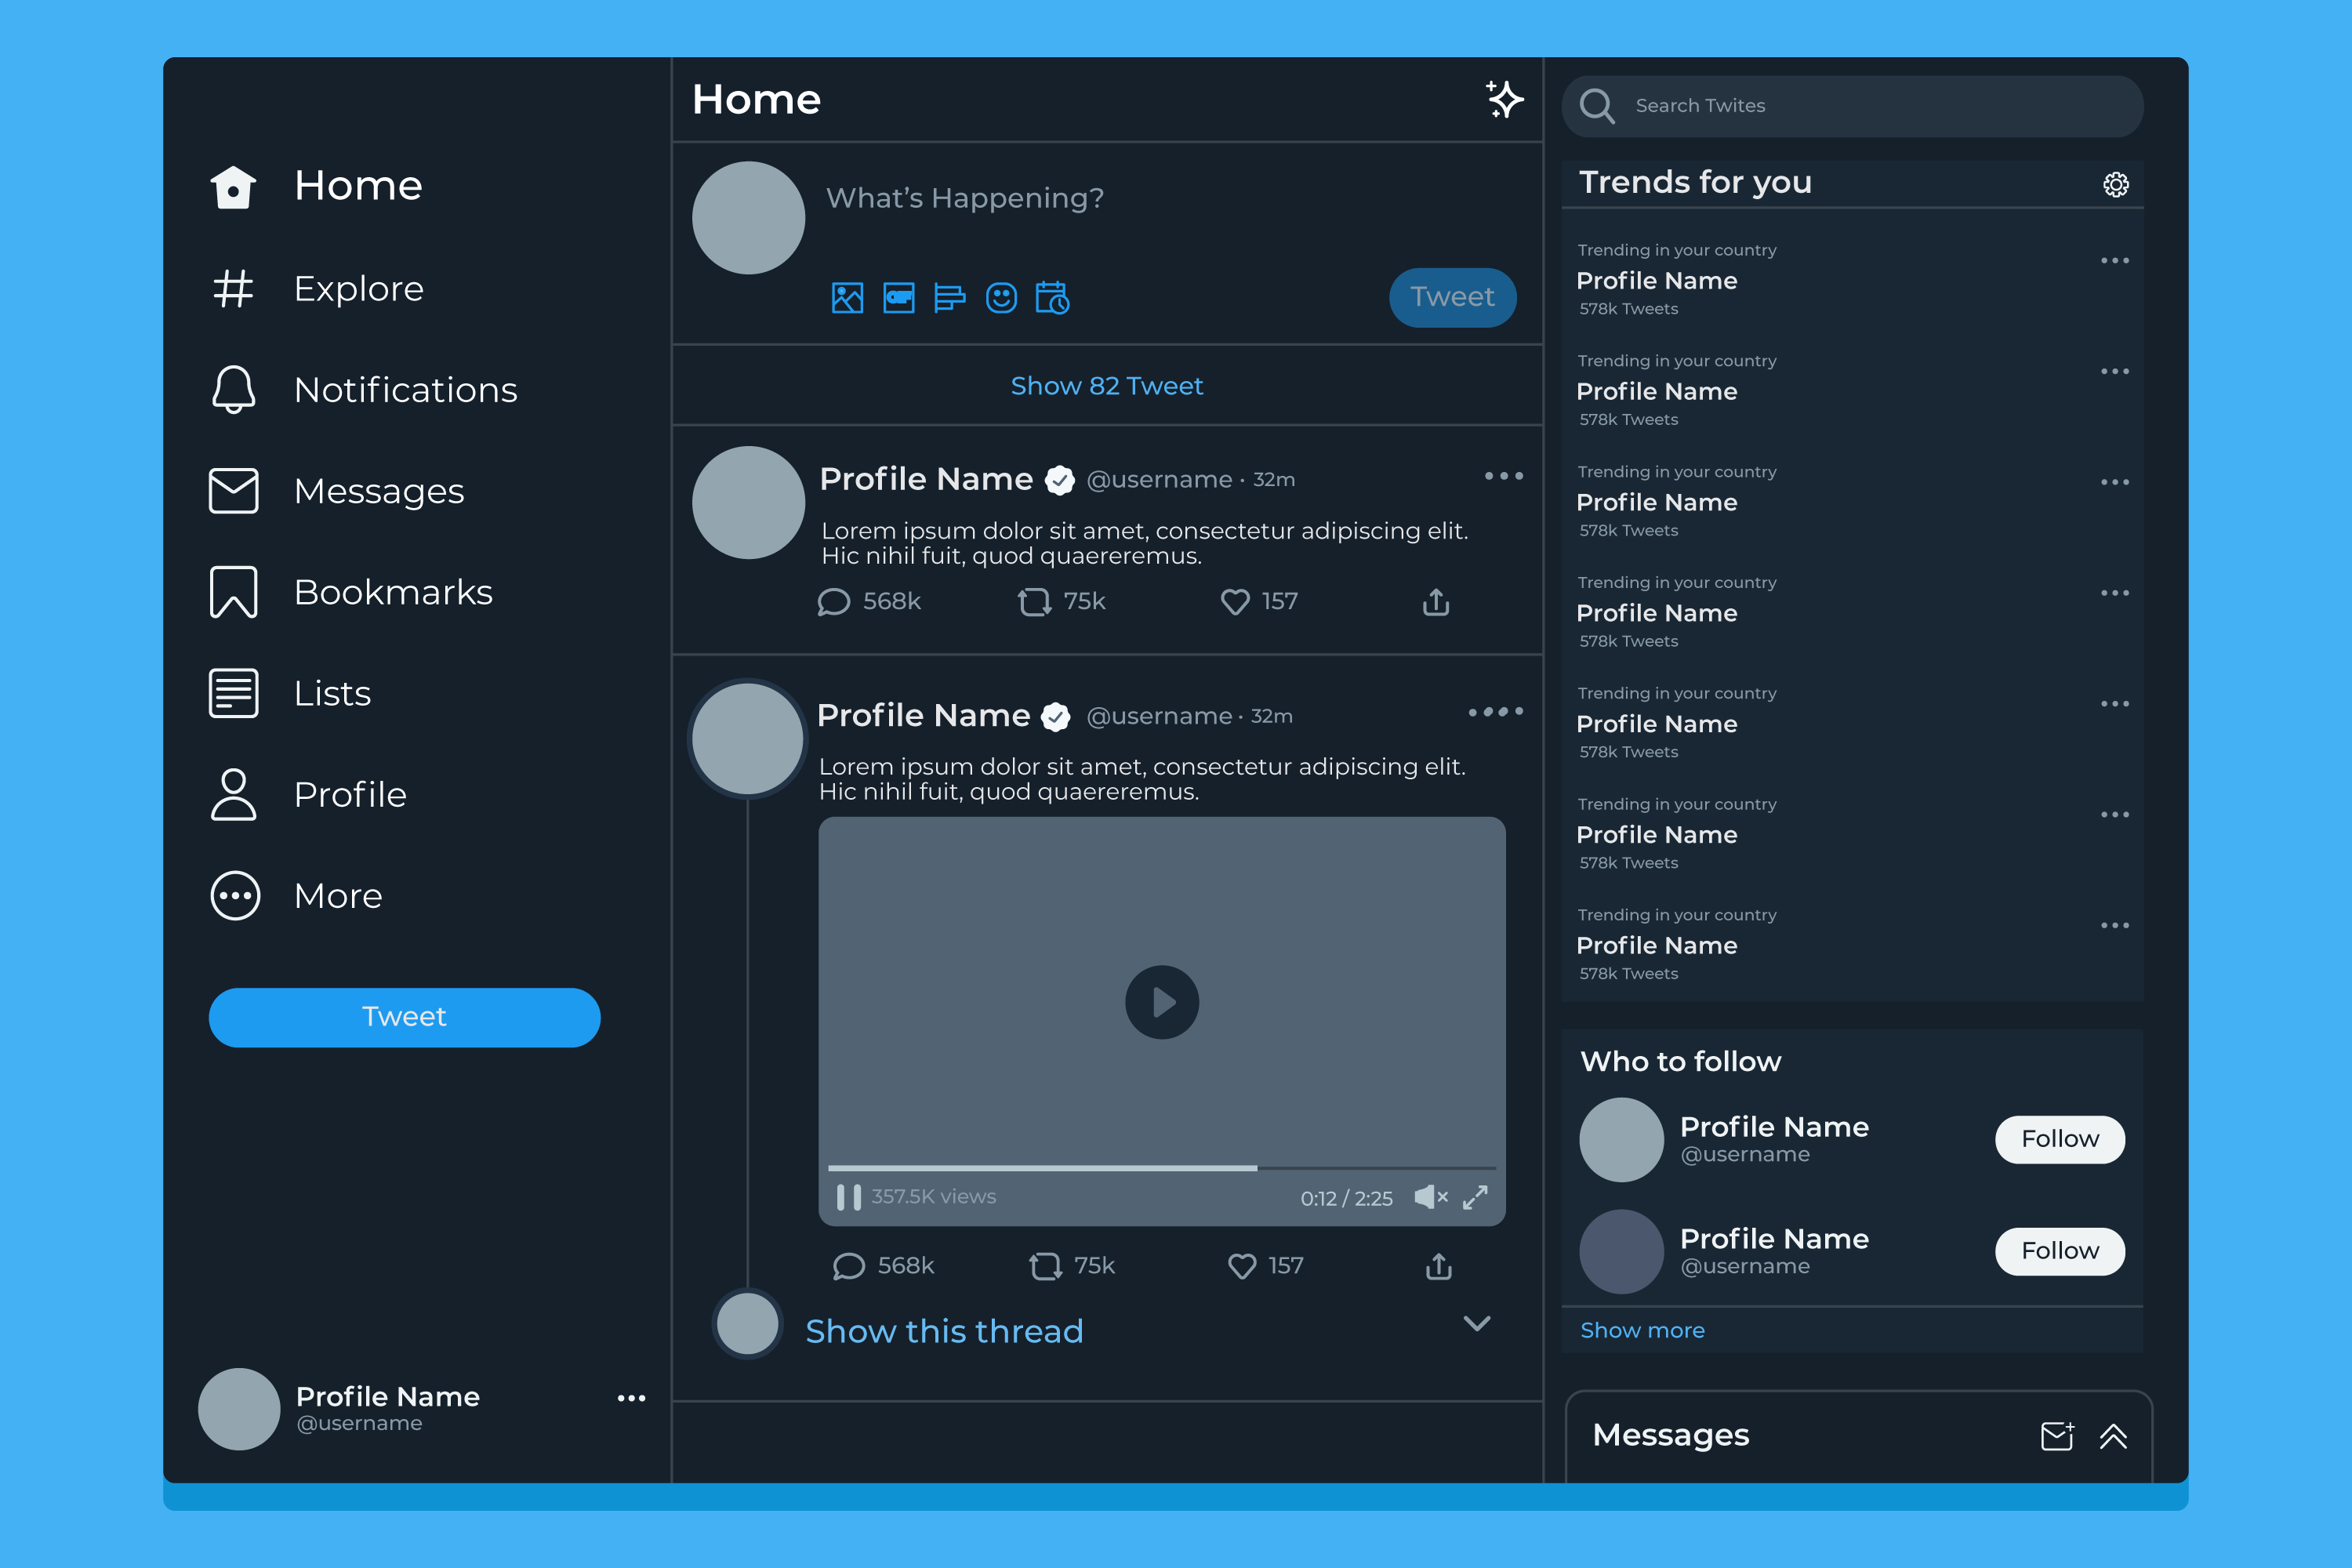 Home
Explore
Notifications
Messages
Bookmarks
Lists
Profile
More
Tweet
Profile Name
@username
Home
What's Happening?
GIF
Tweet
Show 82 Tweet
Profile Name @username · 32m
Lorem ipsum dolor sit amet, consectetur adipiscing elit.
Hic nihil fuit, quod quaereremus.
568k 75k 157
Profile Name @username · 32m
Lorem ipsum dolor sit amet, consectetur adipiscing elit.
Hic nihil fuit, quod quaereremus.
357.5K views 0:12 / 2:25
568k 75k 157
Show this thread
Search Twites
Trends for you
Trending in your country
Profile Name
578k Tweets
Trending in your country
Profile Name
578k Tweets
Trending in your country
Profile Name
578k Tweets
Trending in your country
Profile Name
578k Tweets
Trending in your country
Profile Name
578k Tweets
Trending in your country
Profile Name
578k Tweets
Trending in your country
Profile Name
578k Tweets
Who to follow
Profile Name
@username
Follow
Profile Name
@username
Follow
Show more
Messages